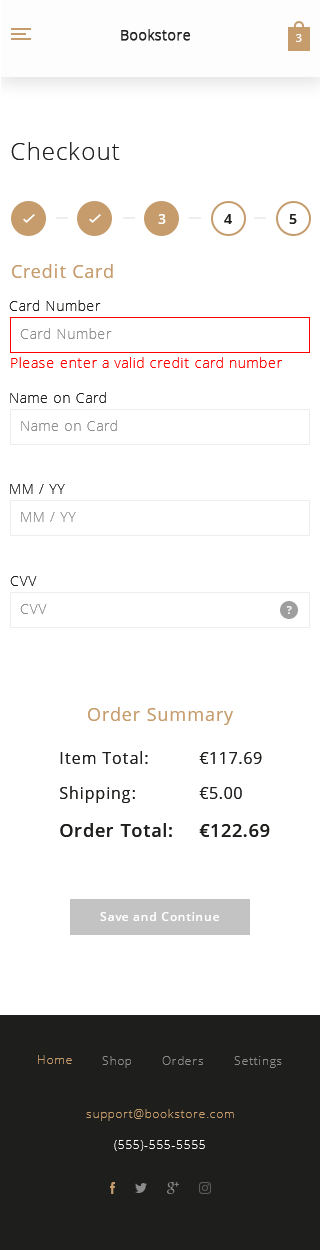 Bookstore
3
Checkout
3 4 5
Credit Card
Card Number
Card Number
Please enter a valid credit card number
Name on Card
Name on Card
MM / YY
MM / YY
CVV
CVV ?
Order Summary
Item Total: €117.69
Shipping: €5.00
Order Total: €122.69
Save and Continue
Home Shop Orders Settings
support@bookstore.com
(555)-555-5555